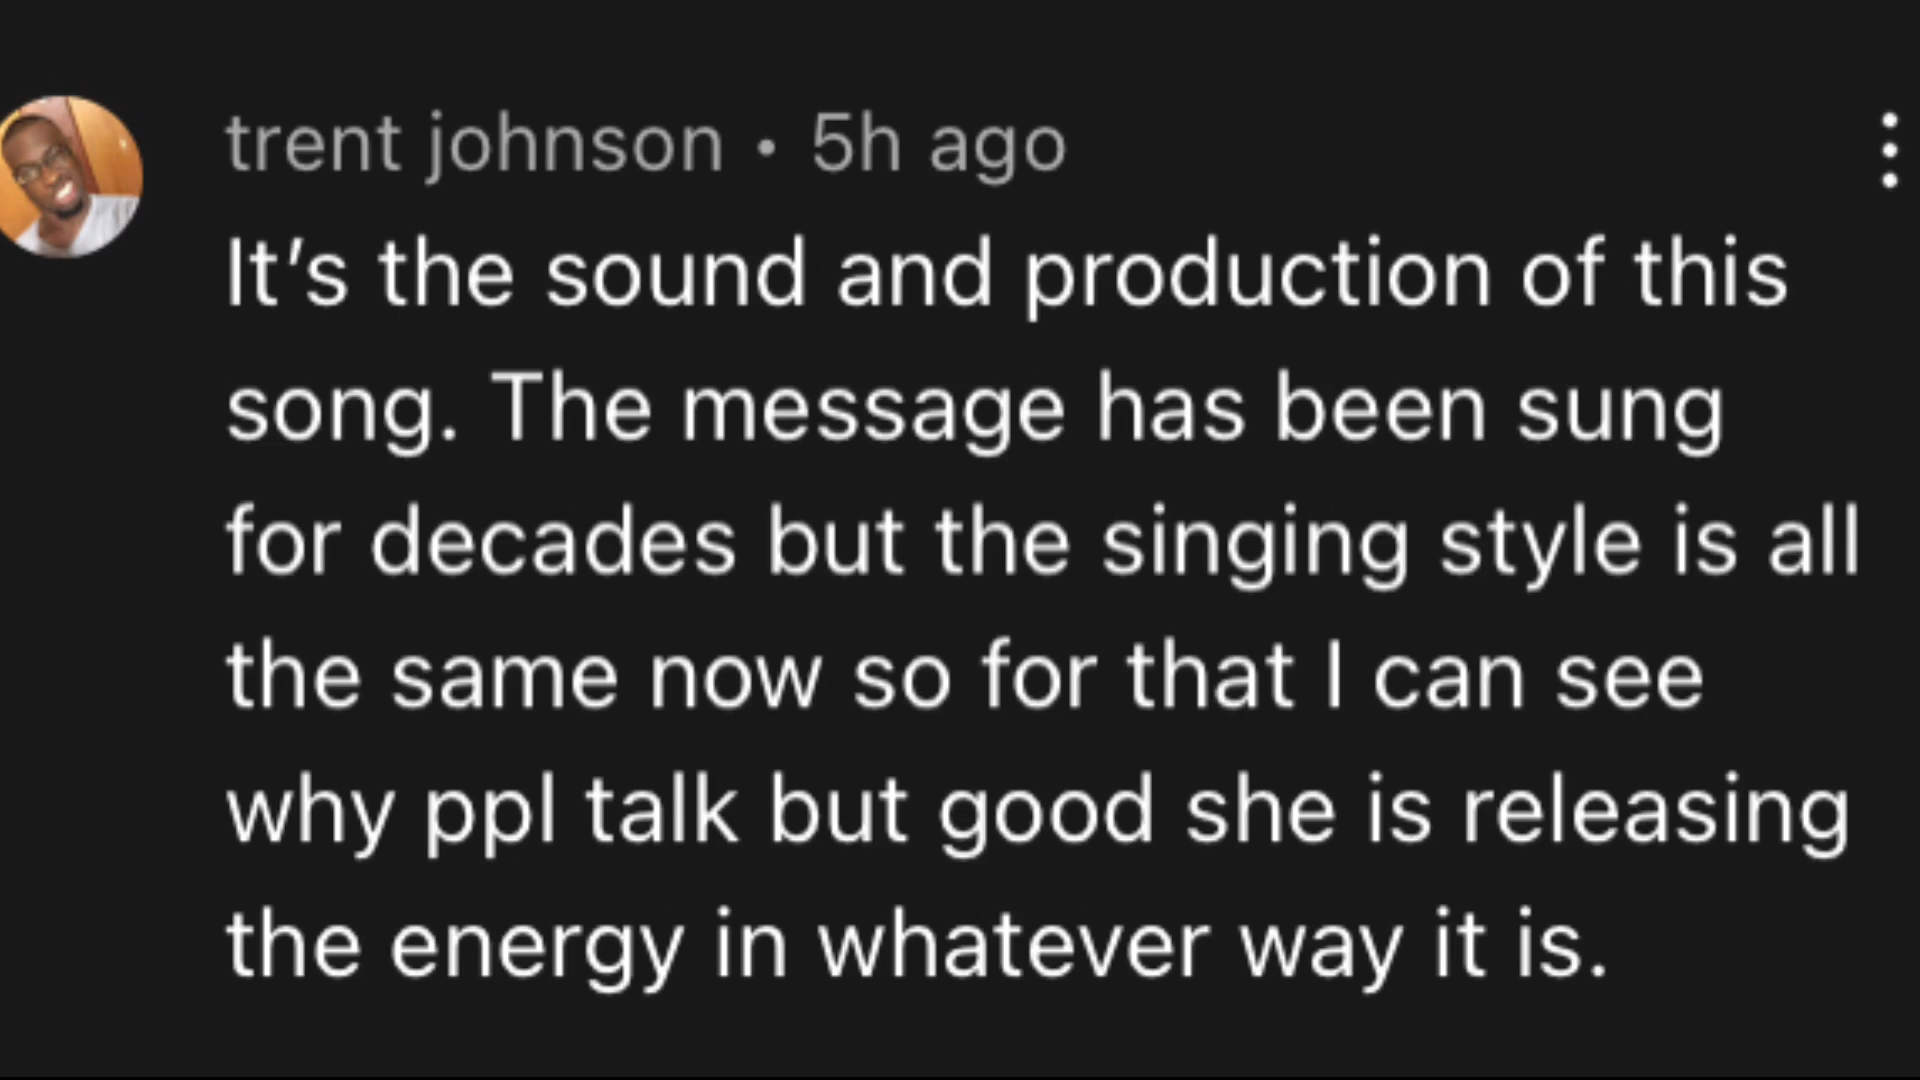 trent johnson • 5h ago
It’s the sound and production of this
song. The message has been sung
for decades but the singing style is all
the same now so for that I can see
why ppl talk but good she is releasing
the energy in whatever way it is.